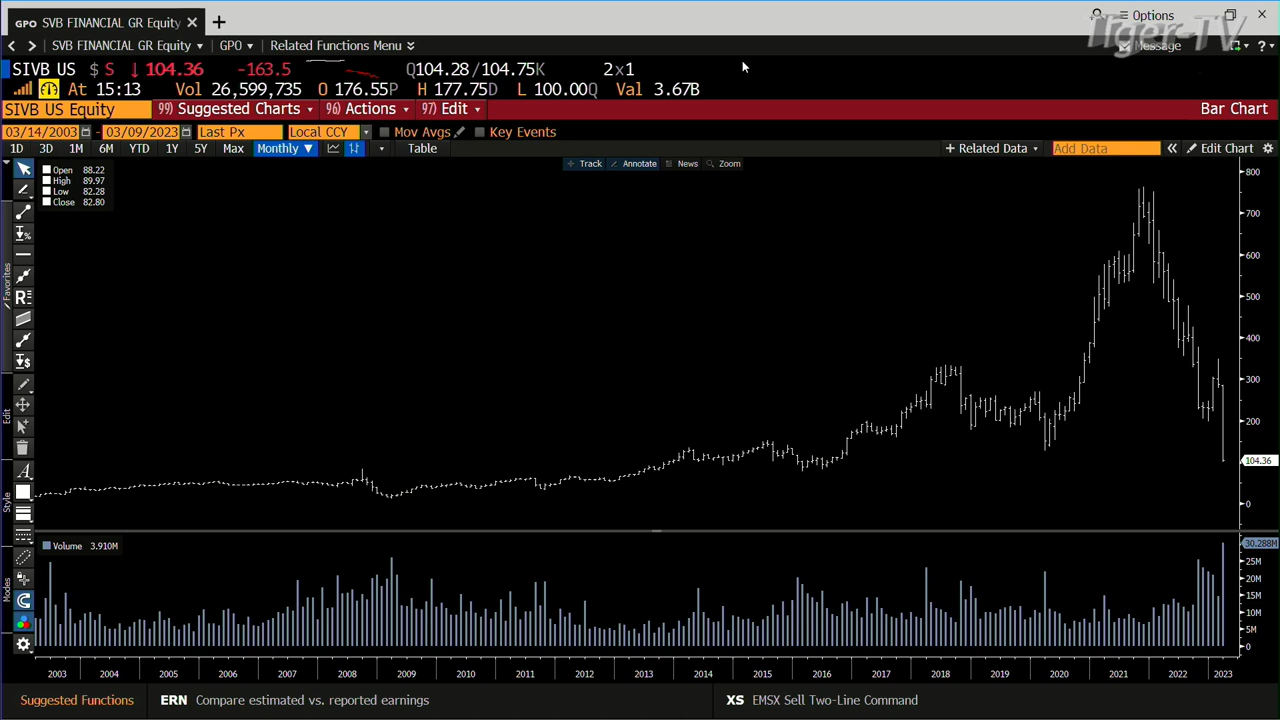 GPO SVB FINANCIAL GR Equity × +
Options
SVB FINANCIAL GR Equity GPO Related Functions Menu
Message
Tiger-TV
SIVB US $ S ↓ 104.36 -163.5 Q104.28/104.75K 2x1
At 15:13 Vol 26,599,735 O 176.55P H 177.75D L 100.00Q Val 3.67B
SIVB US Equity 99) Suggested Charts 96) Actions 97) Edit Bar Chart
03/14/2003 - 03/09/2023 Last Px Local CCY Mov Avgs Key Events
1D 3D 1M 6M YTD 1Y 5Y Max Monthly ▼ Table + Related Data Add Data « Edit Chart
Track Annotate News Zoom
Open 88.22
High 89.97
Low 82.28
Close 82.80
800
700
600
500
400
300
200
104.36
0
Favorites
Edit
Style
Modes
Volume 3.910M
30.288M
25M
20M
15M
10M
5M
0
2003 2004 2005 2006 2007 2008 2009 2010 2011 2012 2013 2014 2015 2016 2017 2018 2019 2020 2021 2022 2023
Suggested Functions ERN Compare estimated vs. reported earnings XS EMSX Sell Two-Line Command